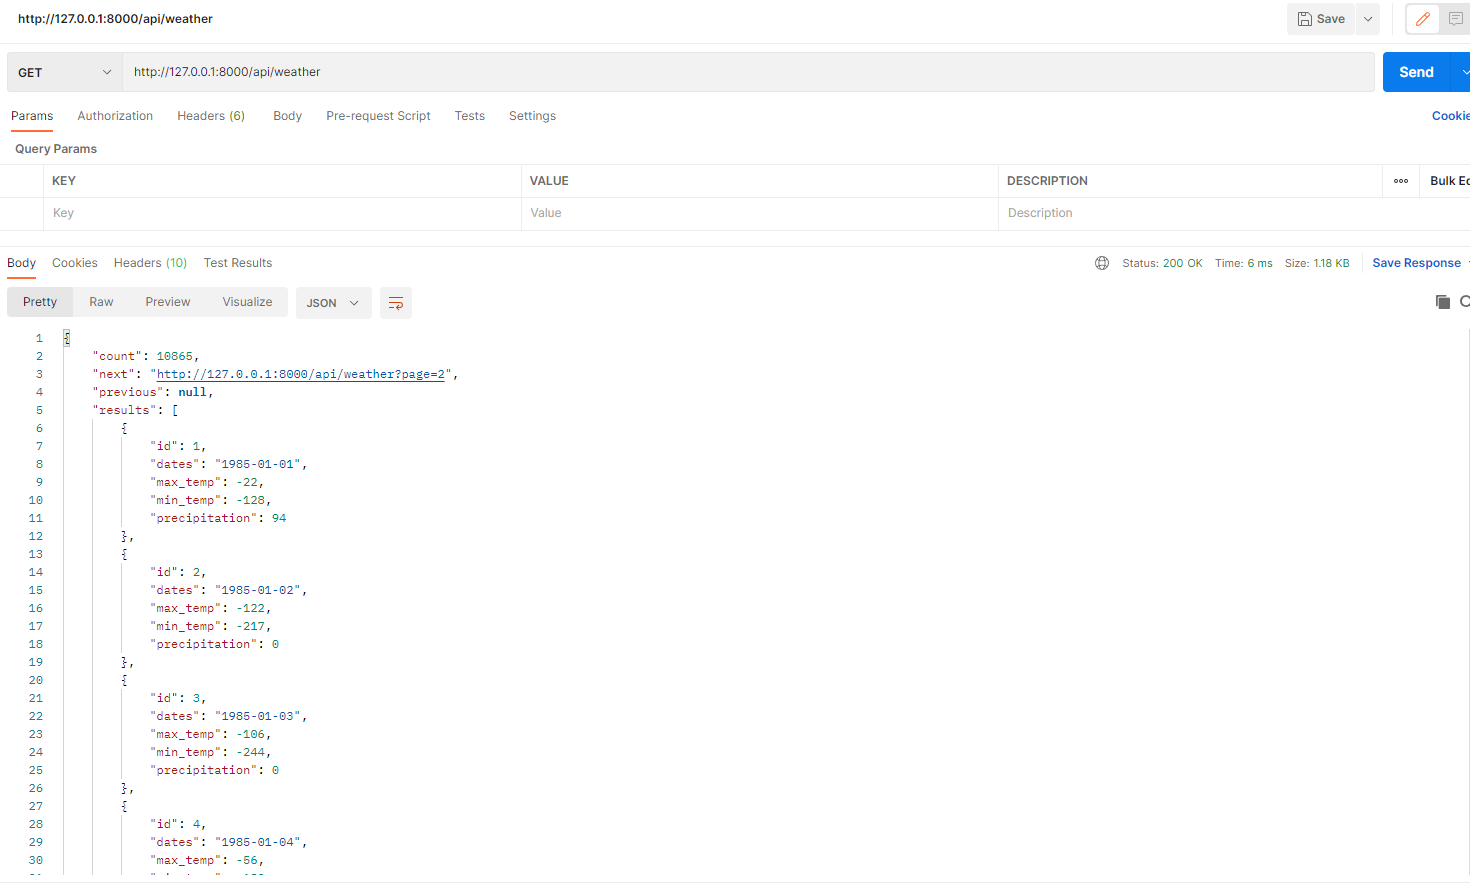 http://127.0.0.1:8000/api/weather
Save
GET http://127.0.0.1:8000/api/weather Send
Params Authorization Headers (6) Body Pre-request Script Tests Settings Cookie
Query Params
KEY VALUE DESCRIPTION ooo Bulk Ed
Key Value Description
Body Cookies Headers (10) Test Results Status: 200 OK Time: 6 ms Size: 1.18 KB Save Response
Pretty Raw Preview Visualize JSON
1 {
2 "count": 10865,
3 "next": "http://127.0.0.1:8000/api/weather?page=2",
4 "previous": null,
5 "results": [
6 {
7 "id": 1,
8 "dates": "1985-01-01",
9 "max_temp": -22,
10 "min_temp": -128,
11 "precipitation": 94
12 },
13 {
14 "id": 2,
15 "dates": "1985-01-02",
16 "max_temp": -122,
17 "min_temp": -217,
18 "precipitation": 0
19 },
20 {
21 "id": 3,
22 "dates": "1985-01-03",
23 "max_temp": -106,
24 "min_temp": -244,
25 "precipitation": 0
26 },
27 {
28 "id": 4,
29 "dates": "1985-01-04",
30 "max_temp": -56,